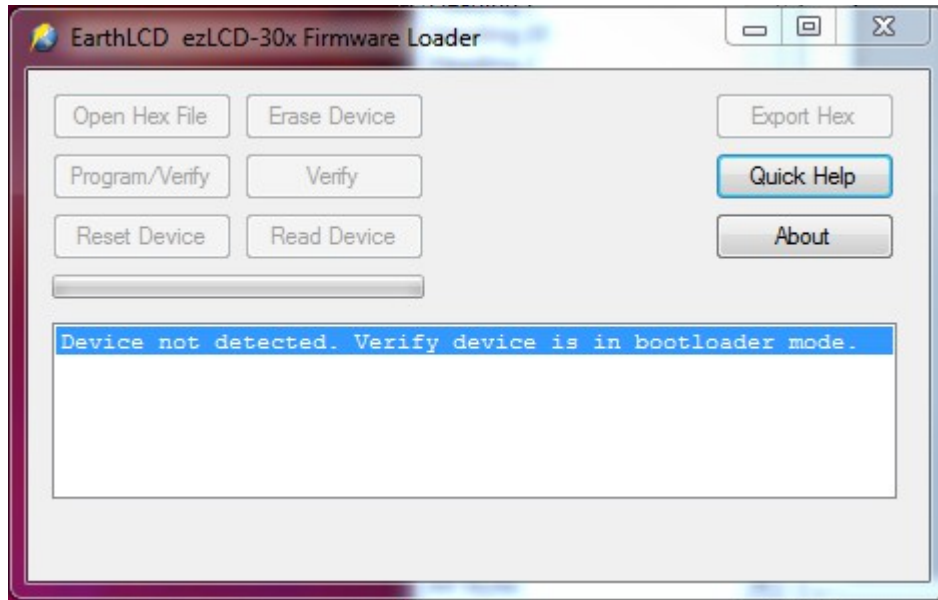 EarthLCD ezLCD-30x Firmware Loader
Open Hex File Erase Device Export Hex
Program/Verify Verify Quick Help
Reset Device Read Device About
Device not detected. Verify device is in bootloader mode.